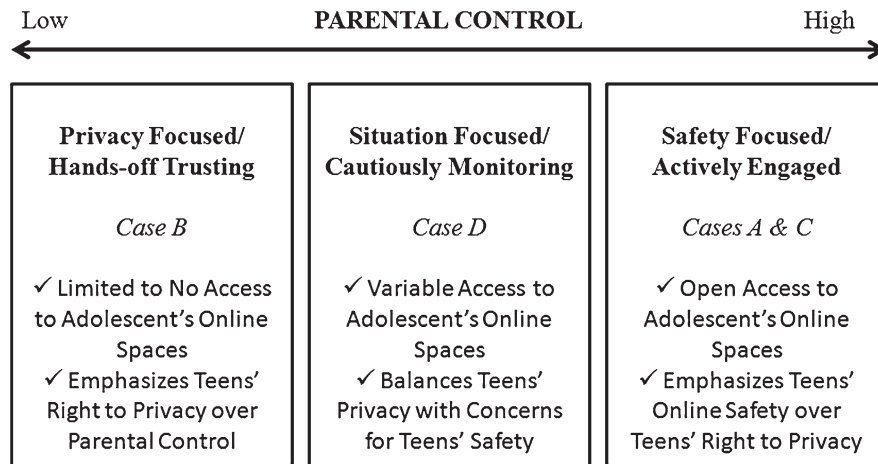 Low PARENTAL CONTROL High
Privacy Focused/
Hands-off Trusting
Case B
✓ Limited to No Access
to Adolescent's Online
Spaces
✓ Emphasizes Teens'
Right to Privacy over
Parental Control
Situation Focused/
Cautiously Monitoring
Case D
✓ Variable Access to
Adolescent's Online
Spaces
✓ Balances Teens'
Privacy with Concerns
for Teens' Safety
Safety Focused/
Actively Engaged
Cases A & C
✓ Open Access to
Adolescent's Online
Spaces
✓ Emphasizes Teens'
Online Safety over
Teens' Right to Privacy